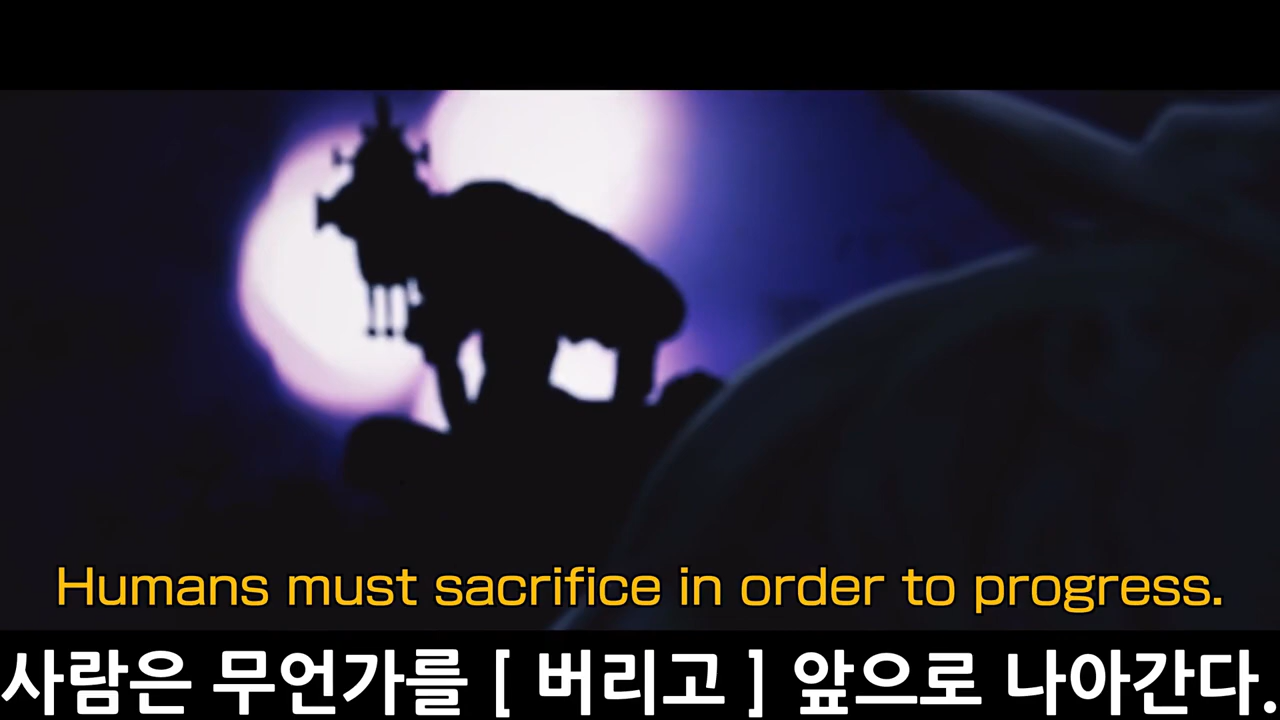 Humans must sacrifice in order to progress.
사람은 무언가를 [ 버리고 ] 앞으로 나아간다.